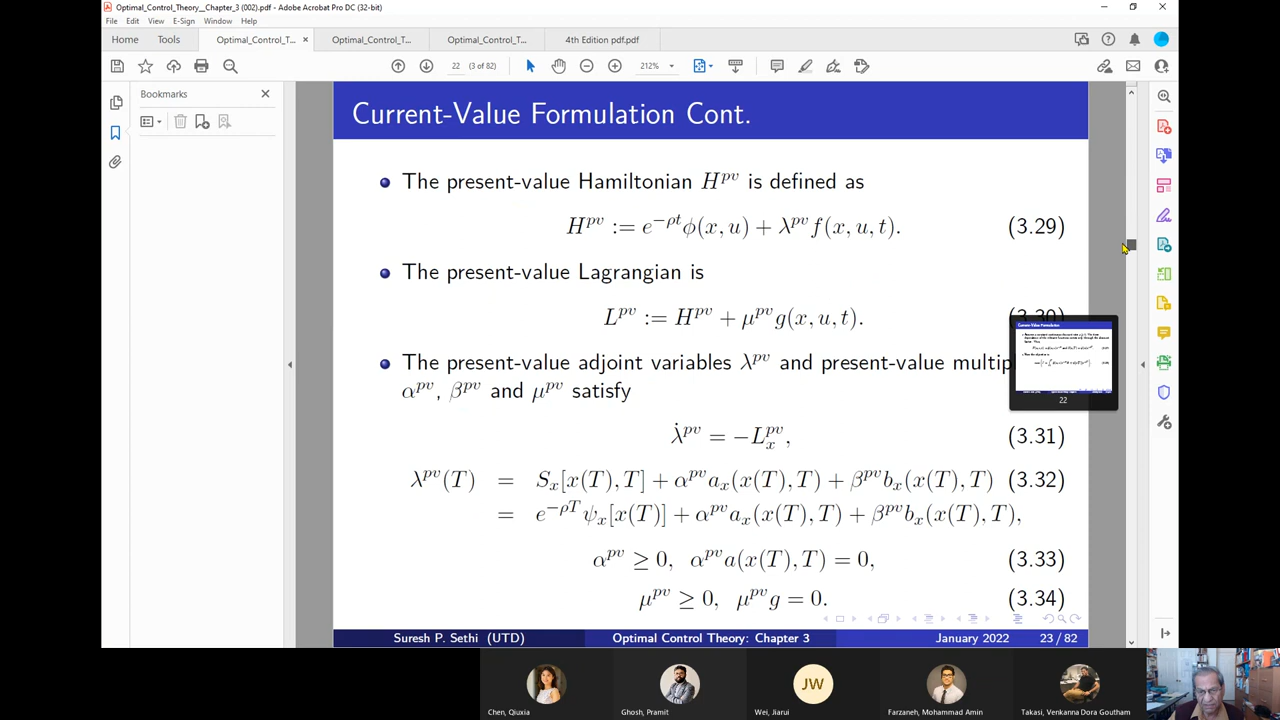 Optimal_Control_Theory__Chapter_3 (002).pdf - Adobe Acrobat Pro DC (32-bit)
File Edit View E-Sign Window Help
Home Tools Optimal_Control_T... × Optimal_Control_T... Optimal_Control_T... 4th Edition pdf.pdf
22 (3 of 82) 212%
Bookmarks
Current-Value Formulation Cont.
The present-value Hamiltonian H^{pv} is defined as
H^{pv} := e^{−ρt}ϕ(x, u) + λ^{pv} f(x, u, t). (3.29)
The present-value Lagrangian is
L^{pv} := H^{pv} + μ^{pv} g(x, u, t). (3.30)
The present-value adjoint variables λ^{pv} and present-value multip
α^{pv}, β^{pv} and μ^{pv} satisfy
λ̇^{pv} = −L_x^{pv}, (3.31)
λ^{pv}(T) = S_x[x(T), T] + α^{pv} a_x(x(T), T) + β^{pv} b_x(x(T), T) (3.32)
= e^{−ρT} ψ_x[x(T)] + α^{pv} a_x(x(T), T) + β^{pv} b_x(x(T), T),
α^{pv} ≥ 0, α^{pv} a(x(T), T) = 0, (3.33)
μ^{pv} ≥ 0, μ^{pv} g = 0. (3.34)
Current-Value Formulation
22
Suresh P. Sethi (UTD) Optimal Control Theory: Chapter 3 January 2022 23 / 82
JW
Chen, Qiuxia Ghosh, Pramit Wei, Jiarui Farzaneh, Mohammad Amin Takasi, Venkanna Dora Goutham